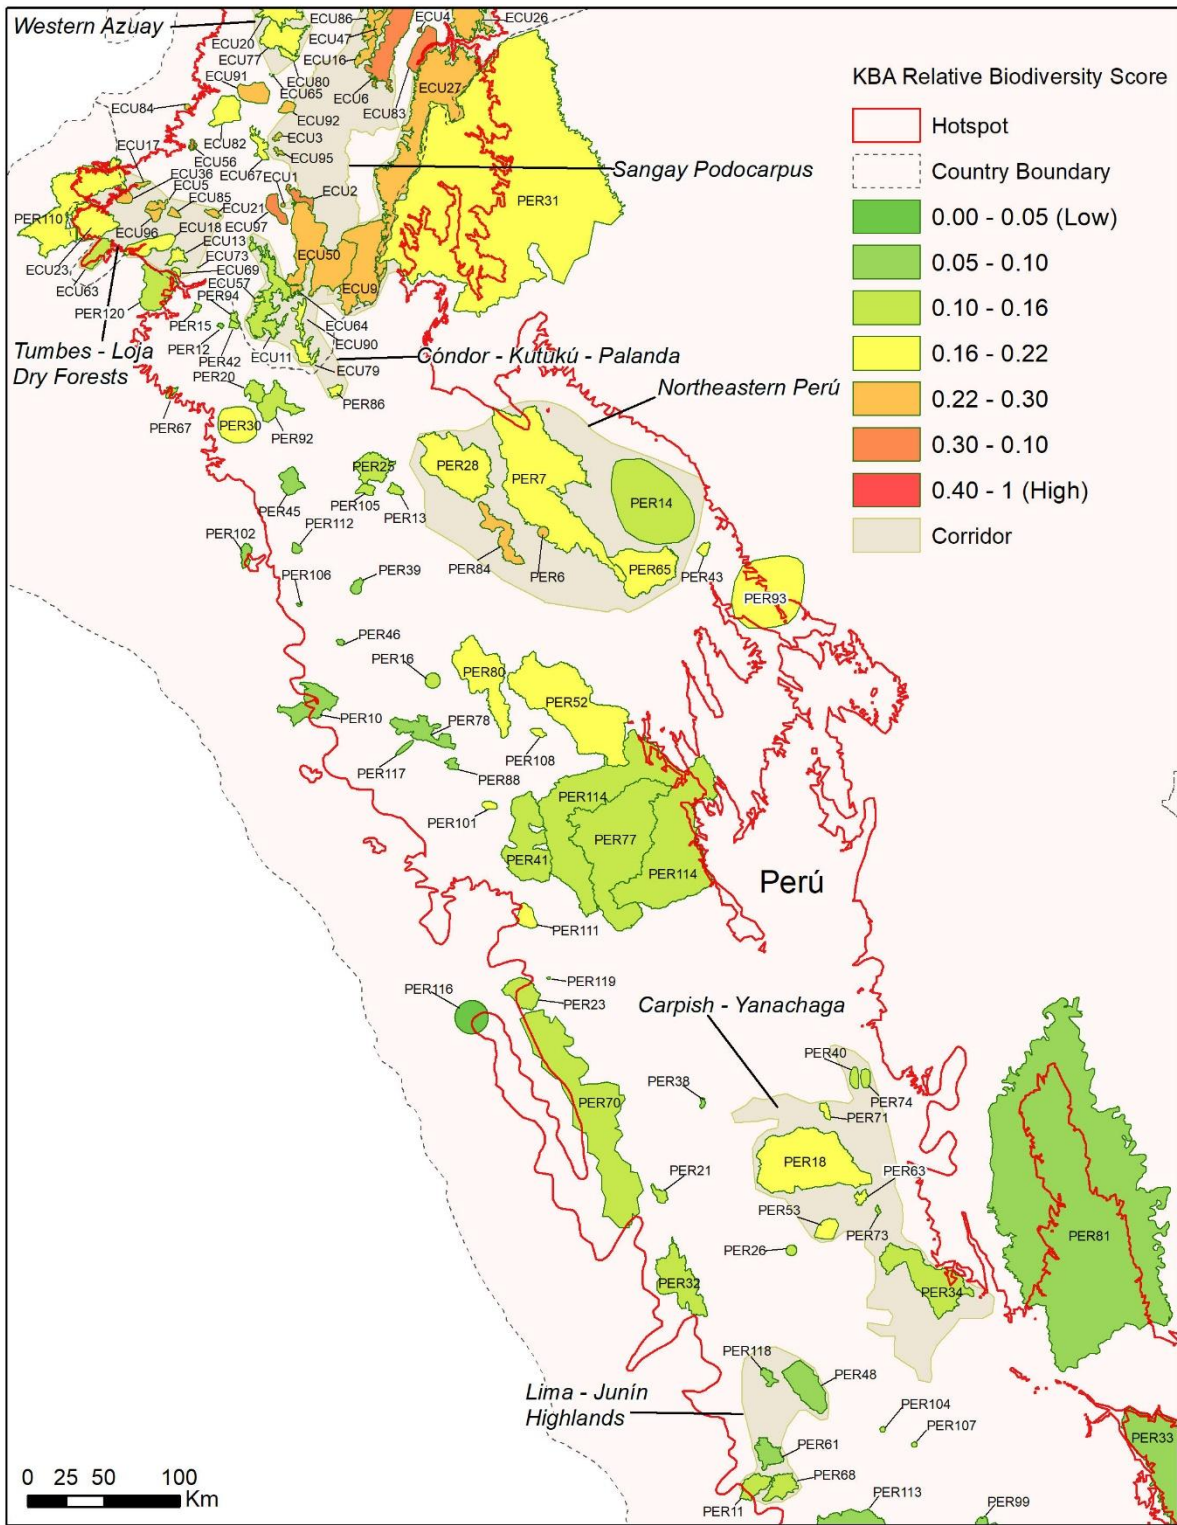 Western Azuay
ECU86
ECU4
ECU26
ECU20
ECU47
ECU77
ECU16
ECU91
ECU80
ECU65
ECU6
ECU27
ECU84
ECU92
ECU83
ECU17
ECU3
ECU82
ECU56
ECU95
ECU36
ECU67
ECU1
Sangay Podocarpus
ECU5
ECU2
ECU85
PER31
ECU21
PER110
ECU97
ECU96
ECU18
ECU13
ECU50
ECU23
ECU73
ECU69
ECU63
ECU57
ECU9
PER94
PER120
ECU64
PER15
PER12
ECU90
Tumbes - Loja
Dry Forests
PER42
ECU11
Cóndor - Kutukú - Palanda
ECU79
PER20
Northeastern Perú
PER86
PER67
PER30
PER92
PER25
PER28
PER7
PER14
PER105
PER13
PER45
PER112
PER102
PER84
PER6
PER65
PER43
PER39
PER106
PER93
PER46
PER16
PER80
PER52
PER10
PER78
PER108
PER117
PER88
PER114
PER101
PER77
PER41
PER114
Perú
PER111
PER119
PER116
PER23
Carpish - Yanachaga
PER40
PER38
PER74
PER70
PER71
PER18
PER21
PER63
PER53
PER73
PER26
PER81
PER32
PER34
PER118
PER48
Lima - Junín
Highlands
PER104
PER107
PER33
PER61
PER68
PER11
PER113
PER99
KBA Relative Biodiversity Score
Hotspot
Country Boundary
0.00 - 0.05 (Low)
0.05 - 0.10
0.10 - 0.16
0.16 - 0.22
0.22 - 0.30
0.30 - 0.10
0.40 - 1 (High)
Corridor
0 25 50 100
Km